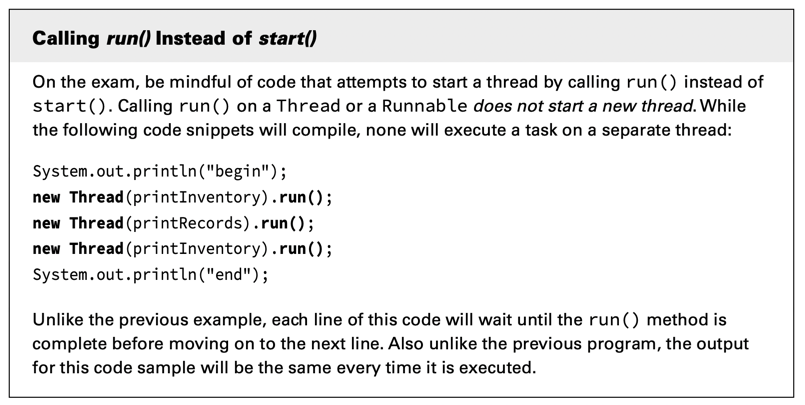 Calling run() Instead of start()
On the exam, be mindful of code that attempts to start a thread by calling run() instead of
start(). Calling run() on a Thread or a Runnable does not start a new thread. While
the following code snippets will compile, none will execute a task on a separate thread:
System.out.println("begin");
new Thread(printInventory).run();
new Thread(printRecords).run();
new Thread(printInventory).run();
System.out.println("end");
Unlike the previous example, each line of this code will wait until the run() method is
complete before moving on to the next line. Also unlike the previous program, the output
for this code sample will be the same every time it is executed.